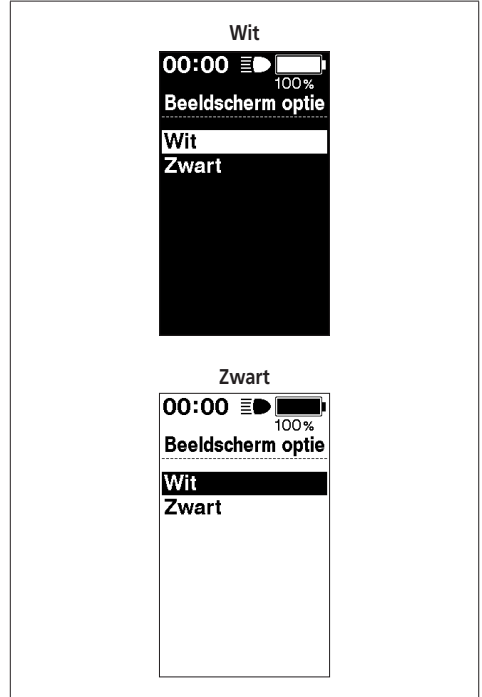 Wit
00:00
100%
Beeldscherm optie
Wit
Zwart
Zwart
00:00
100%
Beeldscherm optie
Wit
Zwart